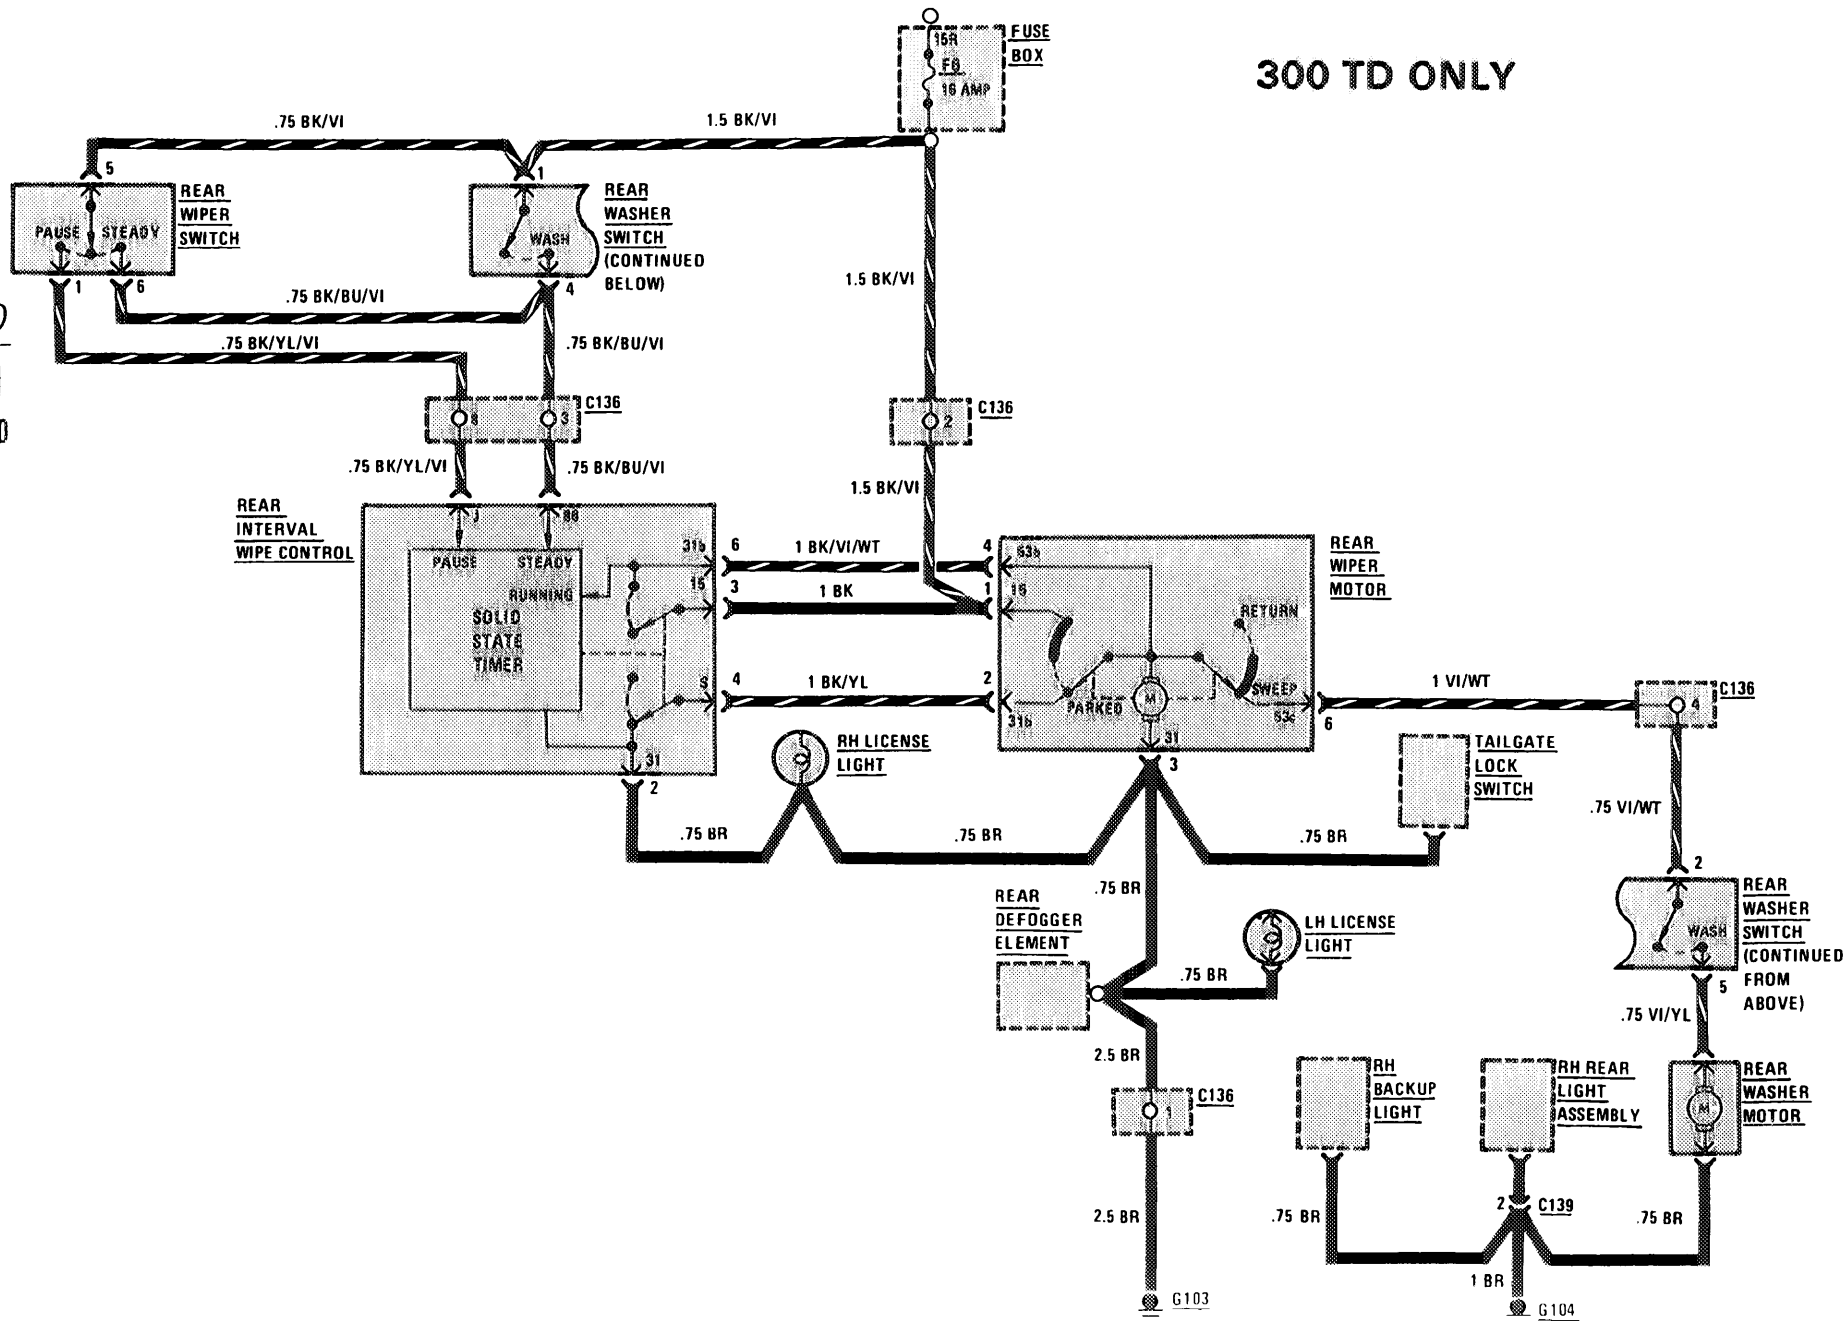 300 TD ONLY
FUSE
BOX
15R
F6
16 AMP
.75 BK/VI
1.5 BK/VI
5
1
REAR
WIPER
SWITCH
PAUSE
STEADY
REAR
WASHER
SWITCH
(CONTINUED
BELOW)
WASH
1
6
4
.75 BK/BU/VI
.75 BK/YL/VI
.75 BK/BU/VI
1.5 BK/VI
8
3
C136
2
C136
.75 BK/YL/VI
.75 BK/BU/VI
1.5 BK/VI
REAR
INTERVAL
WIPE CONTROL
J
86
PAUSE
STEADY
RUNNING
SOLID
STATE
TIMER
31b
6
15
3
S
4
31
2
1 BK/VI/WT
1 BK
1 BK/YL
4
53b
1
15
2
31b
REAR
WIPER
MOTOR
RETURN
SWEEP
PARKED
M
53c
6
31
3
1 VI/WT
C136
4
RH LICENSE
LIGHT
TAILGATE
LOCK
SWITCH
.75 VI/WT
.75 BR
.75 BR
.75 BR
.75 BR
2
REAR
WASHER
SWITCH
(CONTINUED
FROM
ABOVE)
WASH
5
REAR
DEFOGGER
ELEMENT
LH LICENSE
LIGHT
.75 BR
.75 VI/YL
2.5 BR
C136
1
RH
BACKUP
LIGHT
RH REAR
LIGHT
ASSEMBLY
REAR
WASHER
MOTOR
M
2.5 BR
.75 BR
2
C139
.75 BR
1 BR
G103
G104